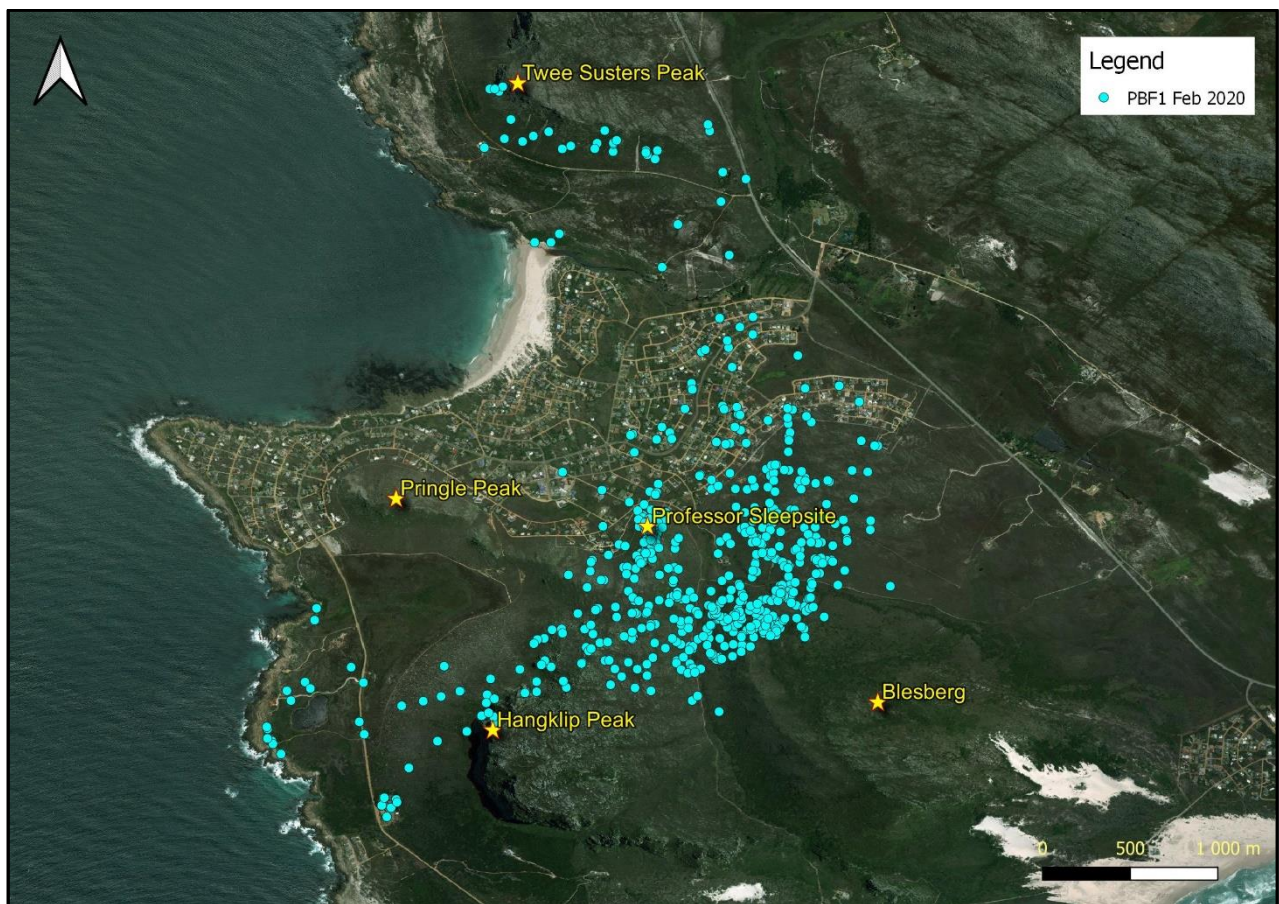 Legend
PBF1 Feb 2020
Twee Susters Peak
Pringle Peak
Professor Sleepsite
Blesberg
Hangklip Peak
0 500 1 000 m